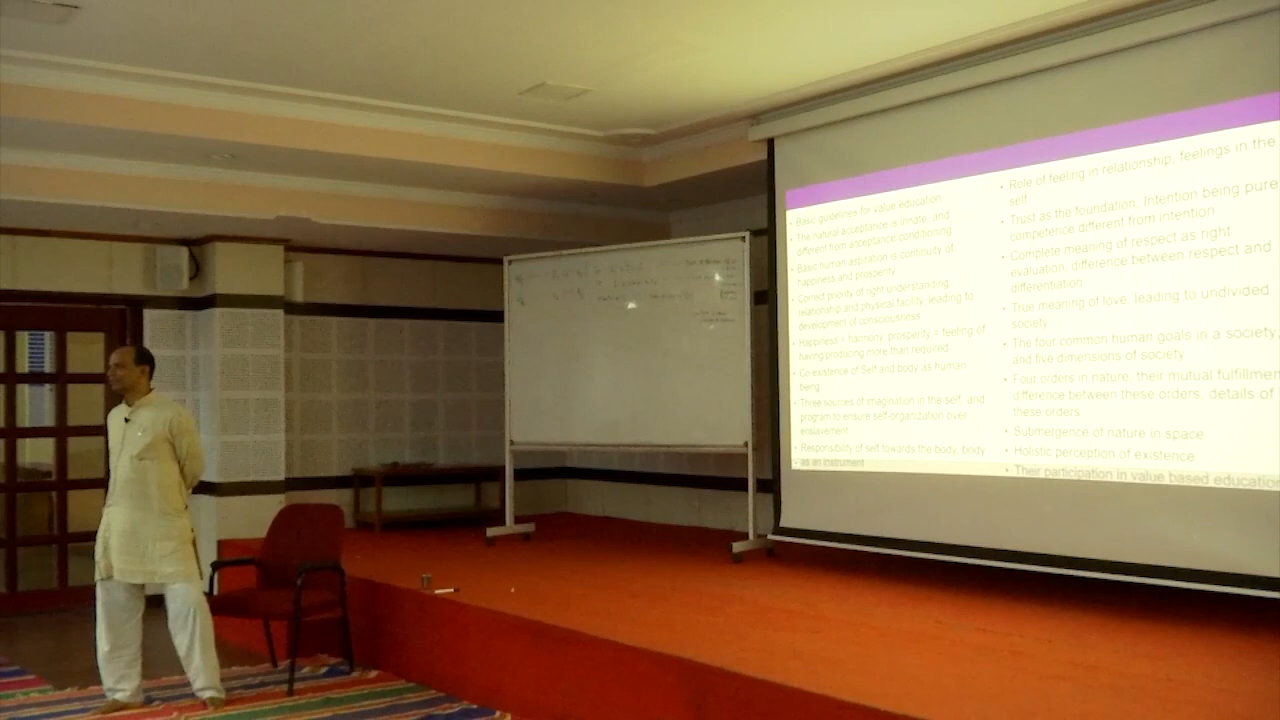 • Basic guidelines for value education
• The natural acceptance is innate, and
different from acceptance/conditioning
• Basic human aspiration is continuity of
happiness and prosperity
• Correct priority of right understanding
relationship and physical facility, leading to
development of consciousness
• Happiness = harmony, prosperity = feeling of
having producing more than required
• Co-existence of Self and body as human
being
• Three sources of imagination in the self, and
program to ensure self-organization over
enslavement
• Responsibility of self towards the body, body
as an instrument
• Role of feeling in relationship, feelings in the
self
• Trust as the foundation, Intention being pure
competence different from intention
• Complete meaning of respect as right
evaluation, difference between respect and
differentiation
• True meaning of love, leading to undivided
society
• The four common human goals in a society,
and five dimensions of society
• Four orders in nature, their mutual fulfillmen
difference between these orders, details of
these orders
• Submergence of nature in space
• Holistic perception of existence
• Their participation in value based education